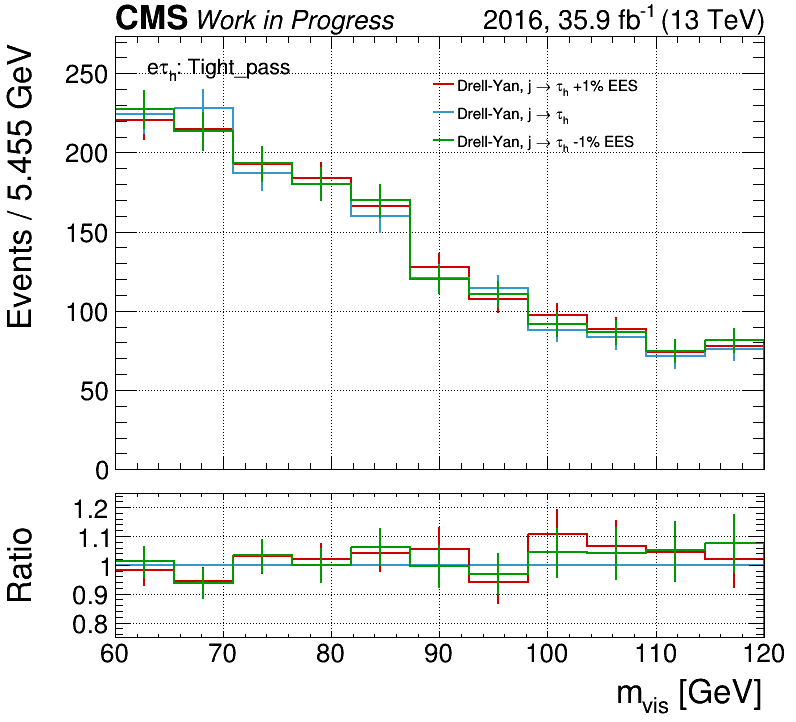 CMS Work in Progress 2016, 35.9 fb⁻¹ (13 TeV)
eτₕ: Tight_pass
Drell-Yan, j → τₕ +1% EES
Drell-Yan, j → τₕ
Drell-Yan, j → τₕ -1% EES
Events / 5.455 GeV
250
200
150
100
50
0
Ratio
1.2
1.1
1
0.9
0.8
60 70 80 90 100 110 120
m_vis [GeV]